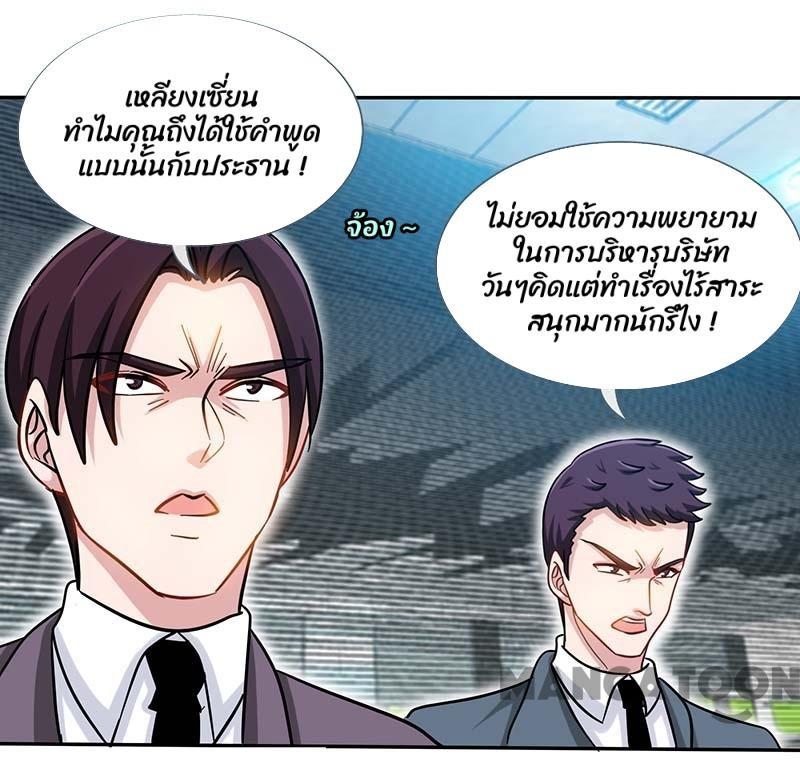 เหลียงเซี่ยน
ทำไมคุณถึงได้ใช้คำพูด
แบบนั้นกับประธาน !
จ้อง ~
ไม่ยอมใช้ความพยายาม
ในการบริหารบริษัท
วันๆคิดแต่ทำเรื่องไร้สาระ
สนุกมากนักรึไง !
MANGATOON